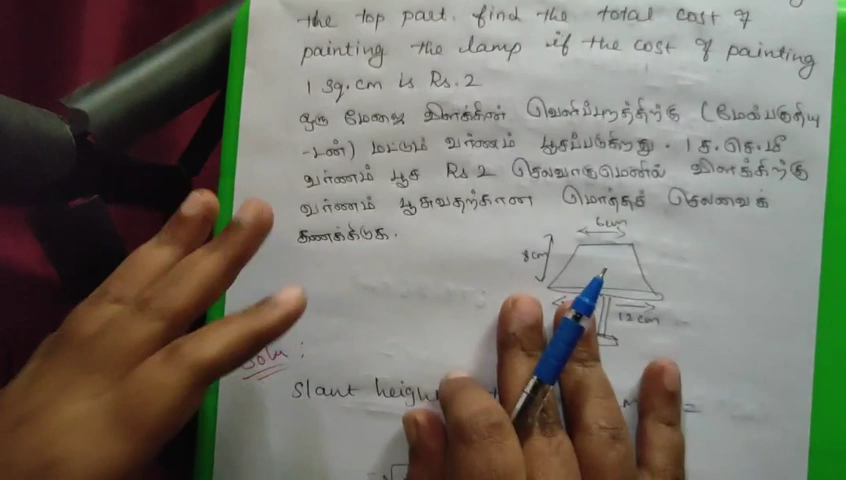 the top part. find the total cost of
painting the lamp if the cost of painting
1 sq.cm is Rs.2
ஒரு மேஜை விளக்கின் வெளிப்புறத்திற்கு (மேல்பகுதியு
-டன்) மட்டும் வர்ணம் பூசப்படுகிறது. 1 ச.செ.மீ
வர்ணம் பூச Rs 2 செலவாகுமெனில் விளக்கிற்கு
வர்ணம் பூசுவதற்கான மொத்தச் செலவைக்
கணக்கிடுக.
6cm
8cm
12cm
Soln :
Slant heigh
=